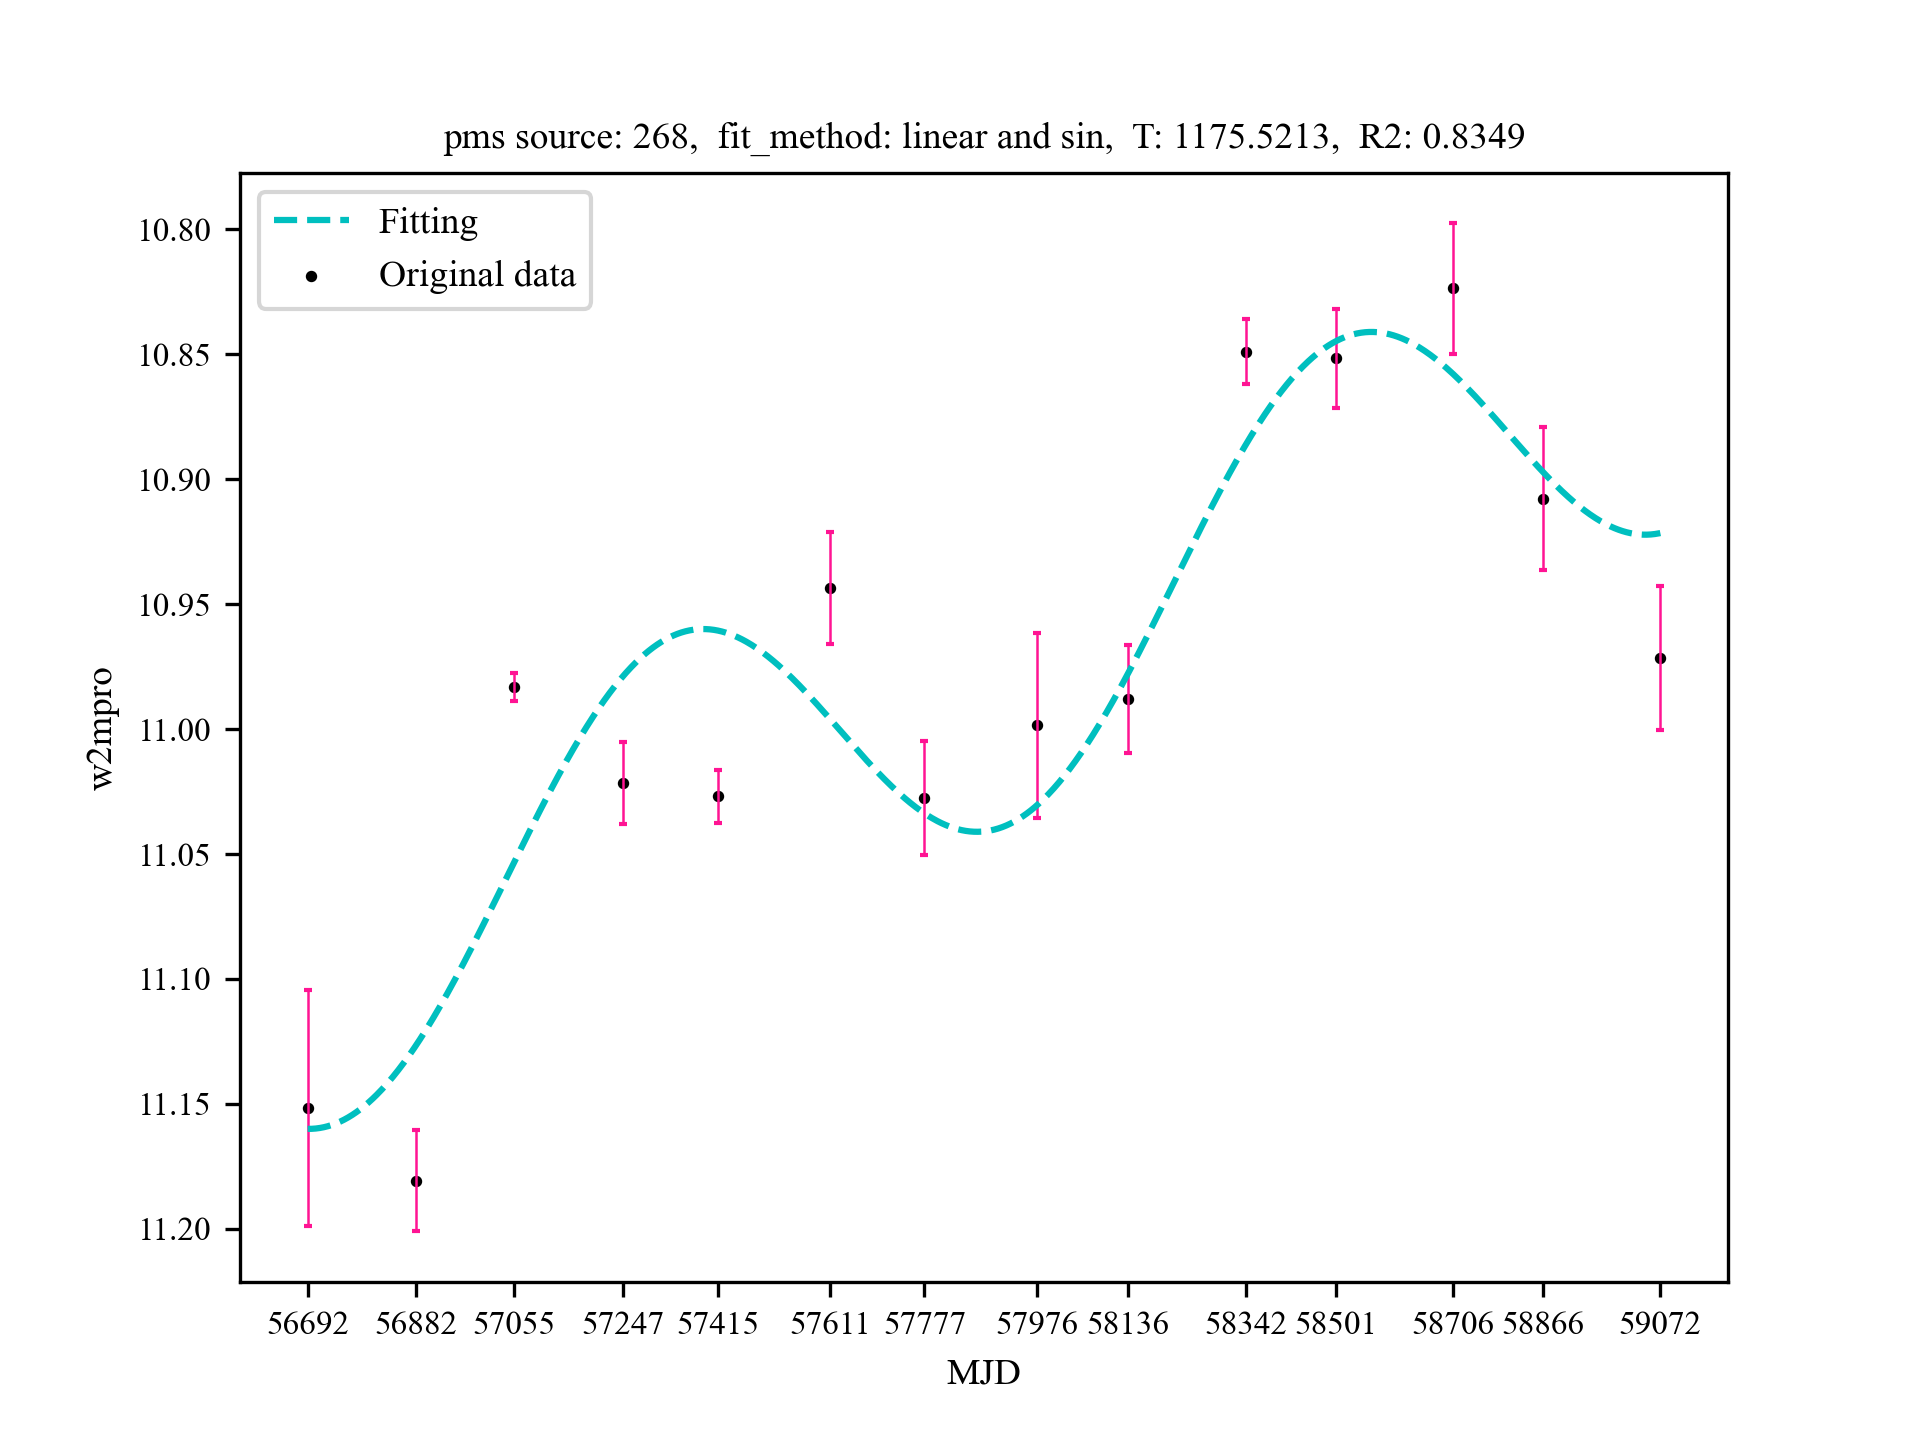 pms source: 268,  fit_method: linear and sin,  T: 1175.5213,  R2: 0.8349
Fitting
Original data
10.80
10.85
10.90
10.95
11.00
11.05
11.10
11.15
11.20
w2mpro
56692 56882 57055 57247 57415 57611 57777 57976 58136 58342 58501 58706 58866 59072
MJD